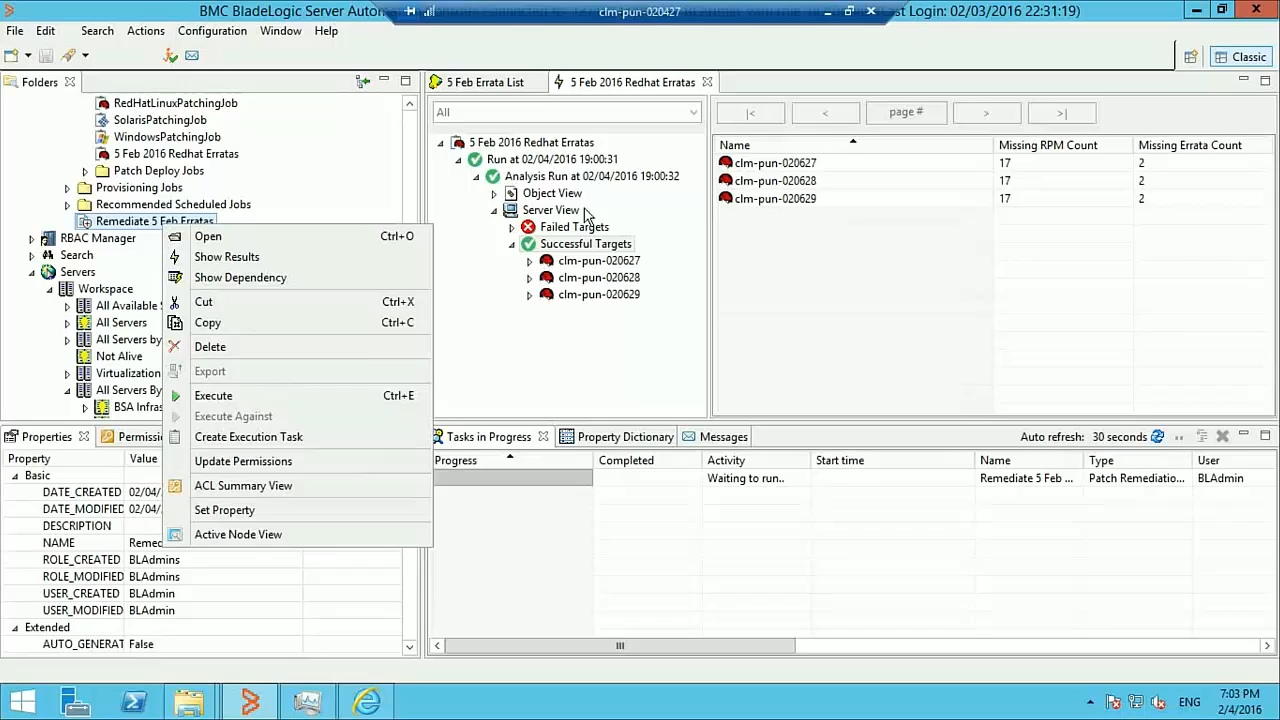 BMC BladeLogic Server Autom
clm-pun-020427
ast Login: 02/03/2016 22:31:19)
File Edit Search Actions Configuration Window Help
Classic
Folders
5 Feb Errata List
5 Feb 2016 Redhat Erratas
RedHatLinuxPatchingJob
SolarisPatchingJob
WindowsPatchingJob
5 Feb 2016 Redhat Erratas
Patch Deploy Jobs
Provisioning Jobs
Recommended Scheduled Jobs
Remediate 5 Feb Erratas
RBAC Manager
Search
Servers
Workspace
All Available
All Servers
All Servers by
Not Alive
Virtualization
All Servers By
BSA Infras
Open Ctrl+O
Show Results
Show Dependency
Cut Ctrl+X
Copy Ctrl+C
Delete
Export
Execute Ctrl+E
Execute Against
Create Execution Task
Update Permissions
ACL Summary View
Set Property
Active Node View
All
5 Feb 2016 Redhat Erratas
Run at 02/04/2016 19:00:31
Analysis Run at 02/04/2016 19:00:32
Object View
Server View
Failed Targets
Successful Targets
clm-pun-020627
clm-pun-020628
clm-pun-020629
|< < page # > >|
Name Missing RPM Count Missing Errata Count
clm-pun-020627 17 2
clm-pun-020628 17 2
clm-pun-020629 17 2
Properties Permissi
Property Value
Basic
DATE_CREATED 02/04/
DATE_MODIFIED 02/04/
DESCRIPTION
NAME Remed
ROLE_CREATED BLAdmins
ROLE_MODIFIED BLAdmins
USER_CREATED BLAdmin
USER_MODIFIED BLAdmin
Extended
AUTO_GENERAT False
Tasks in Progress Property Dictionary Messages Auto refresh: 30 seconds
Progress Completed Activity Start time Name Type User
Waiting to run.. Remediate 5 Feb ... Patch Remediatio... BLAdmin
ENG
7:03 PM
2/4/2016